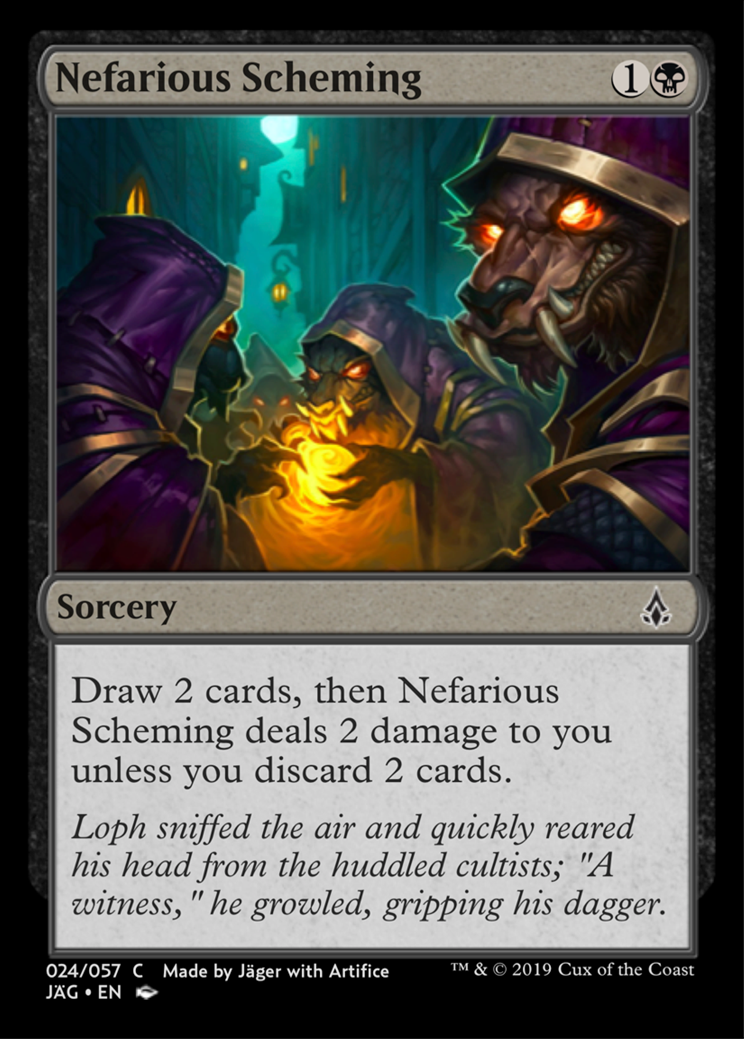 Nefarious Scheming 1
Sorcery
Draw 2 cards, then Nefarious
Scheming deals 2 damage to you
unless you discard 2 cards.
Loph sniffed the air and quickly reared
his head from the huddled cultists; "A
witness," he growled, gripping his dagger.
024/057 C Made by Jäger with Artifice
™ & © 2019 Cux of the Coast
JÄG • EN